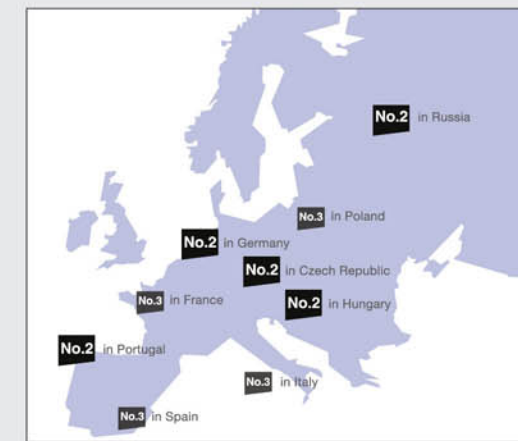 No.2 in Russia
No.3 in Poland
No.2 in Germany
No.2 in Czech Republic
No.3 in France
No.2 in Hungary
No.2 in Portugal
No.3 in Italy
No.3 in Spain